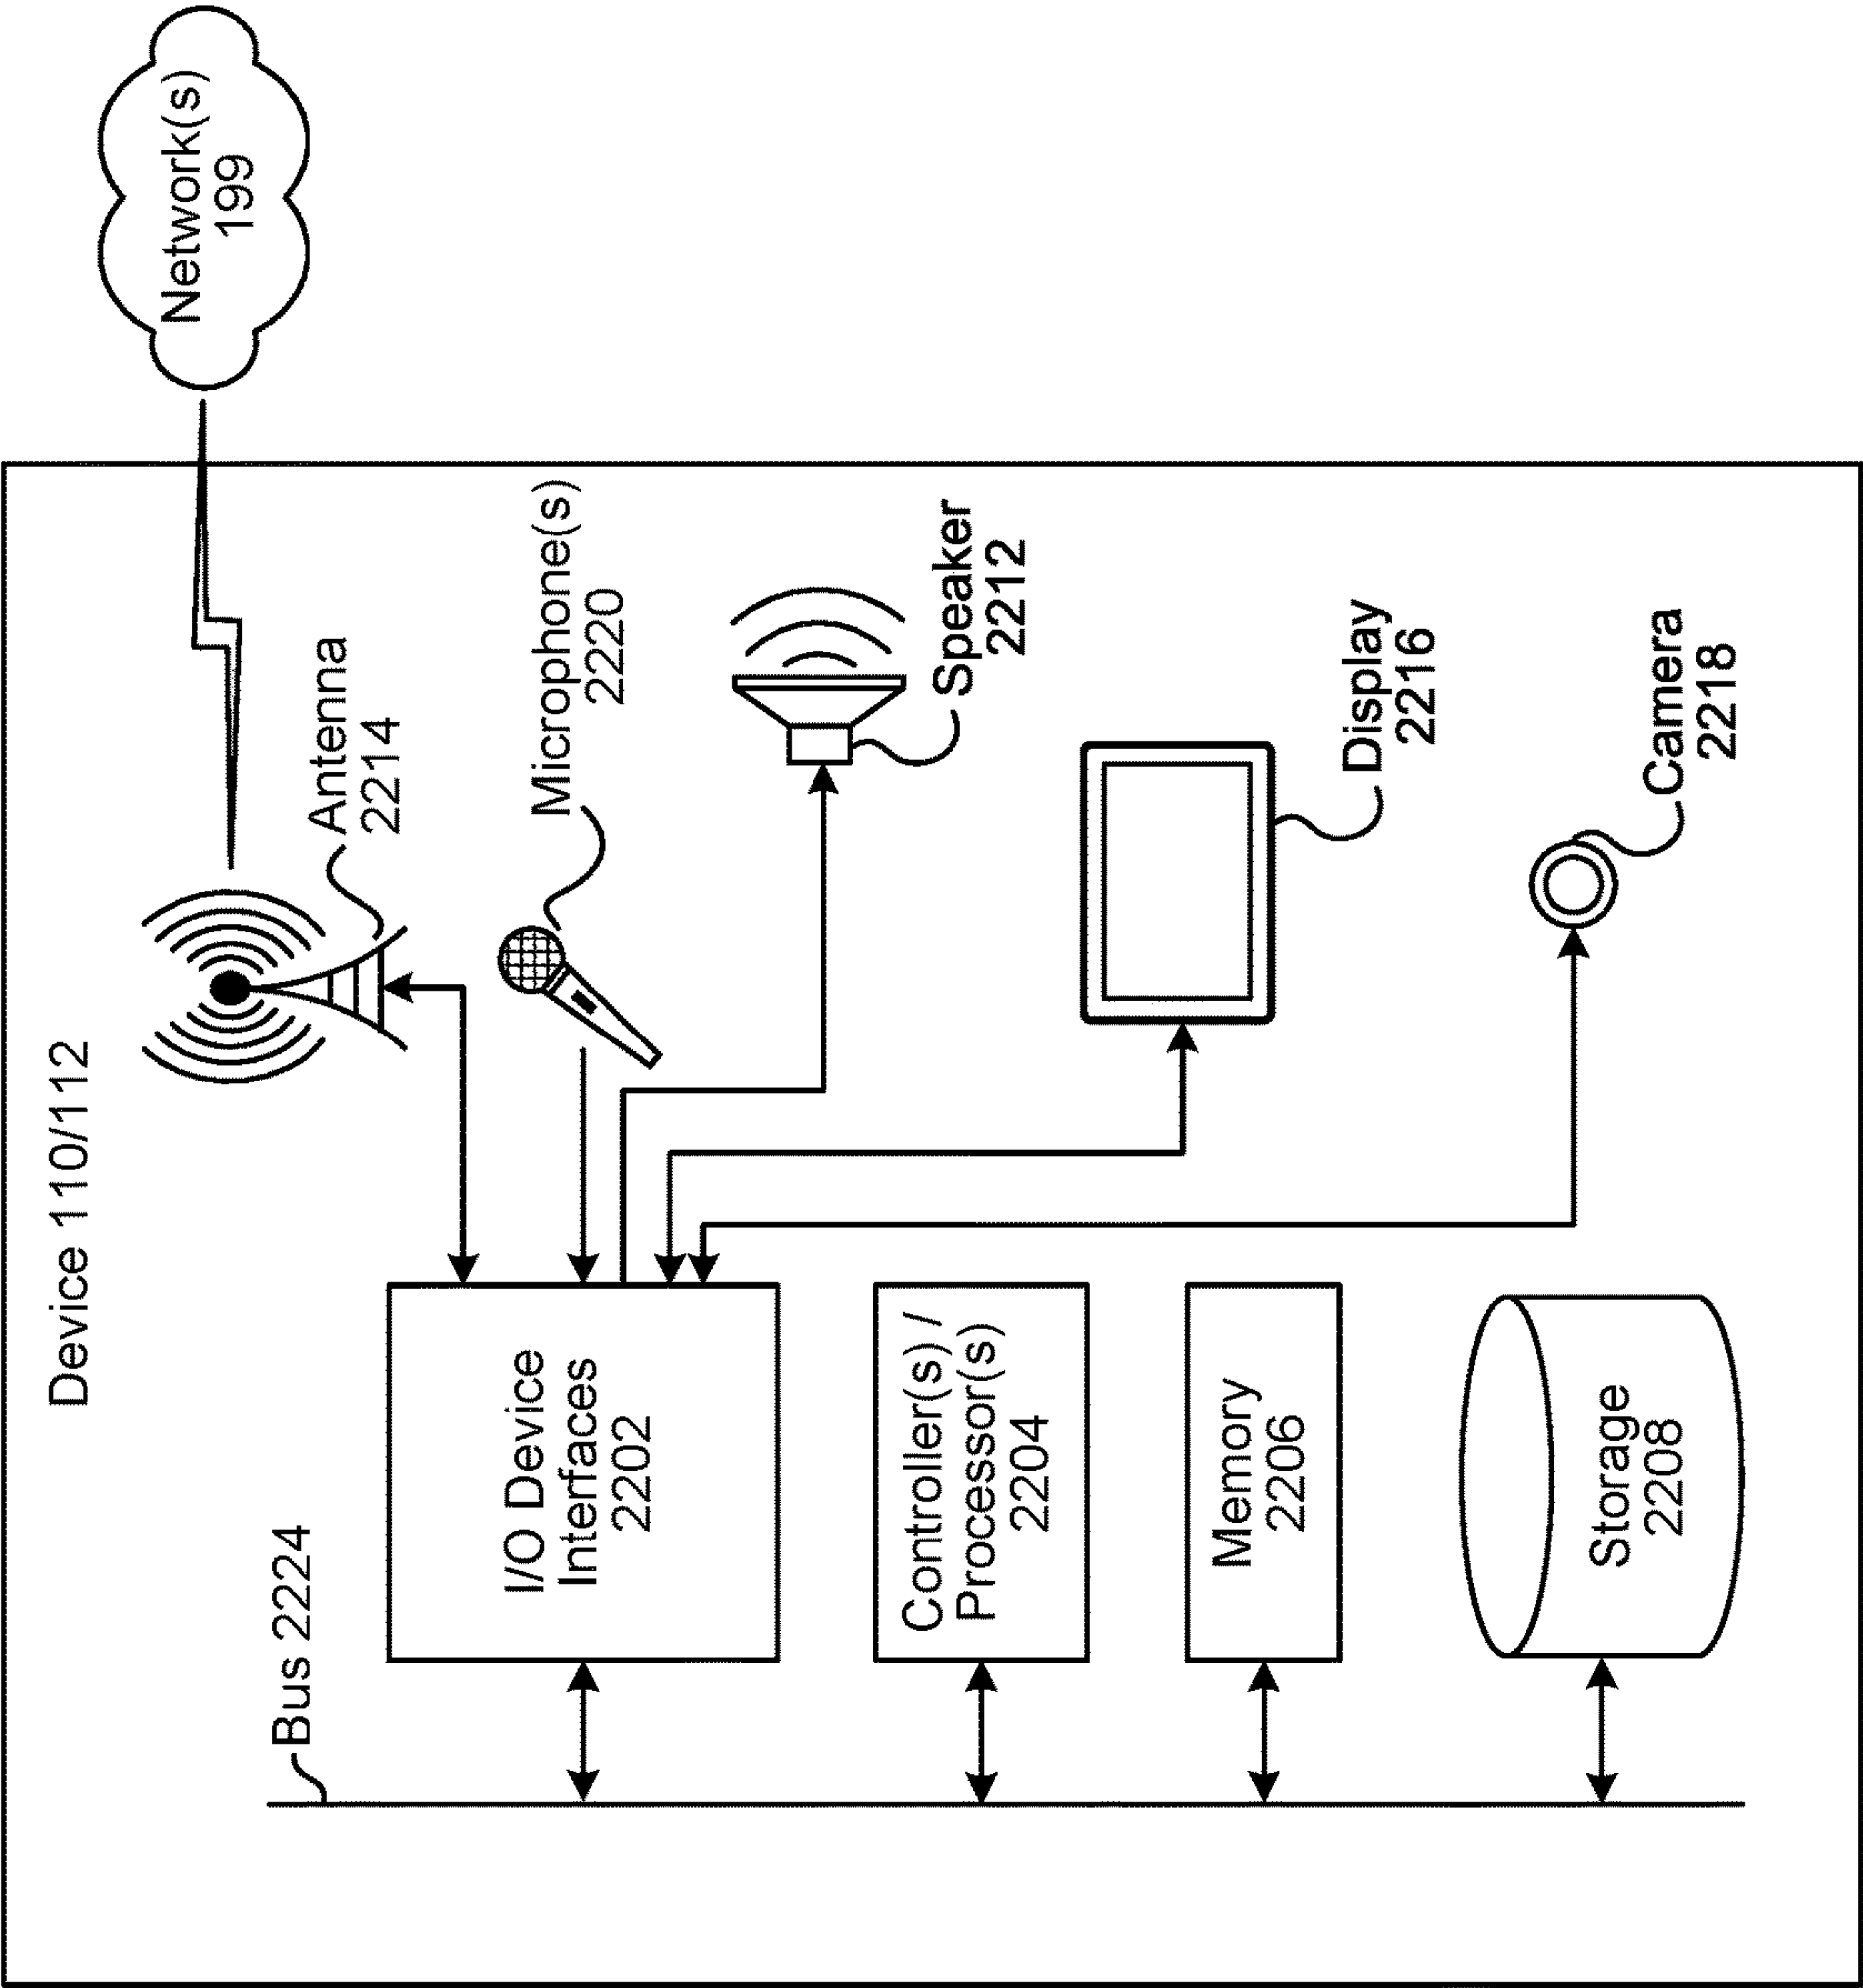 Device 110/112
Network(s)
199
Bus 2224
Antenna
2214
I/O Device
Interfaces
2202
Microphone(s)
2220
Speaker
2212
Controller(s) /
Processor(s)
2204
Display
2216
Memory
2206
Camera
2218
Storage
2208